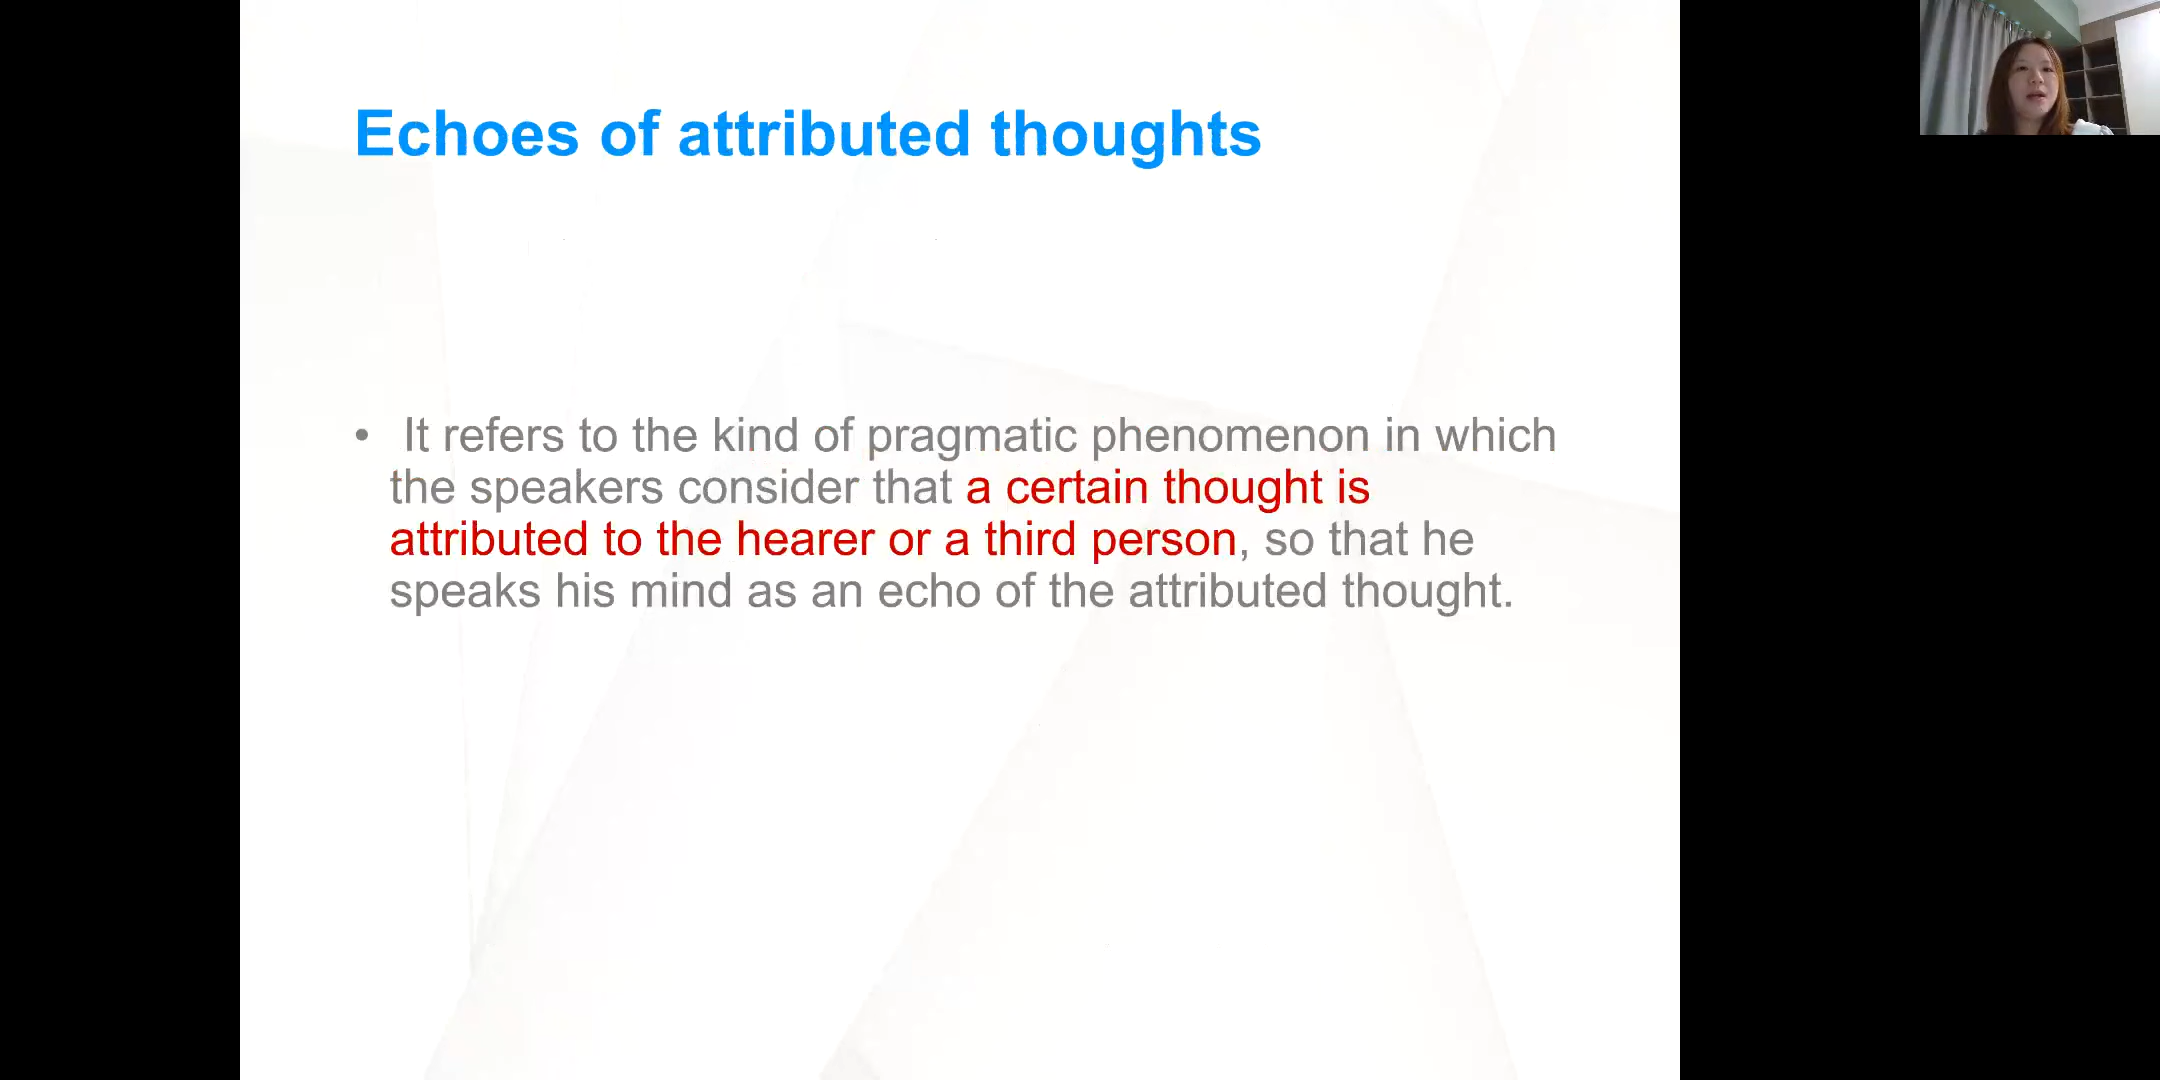 Echoes of attributed thoughts
• It refers to the kind of pragmatic phenomenon in which
the speakers consider that a certain thought is
attributed to the hearer or a third person, so that he
speaks his mind as an echo of the attributed thought.